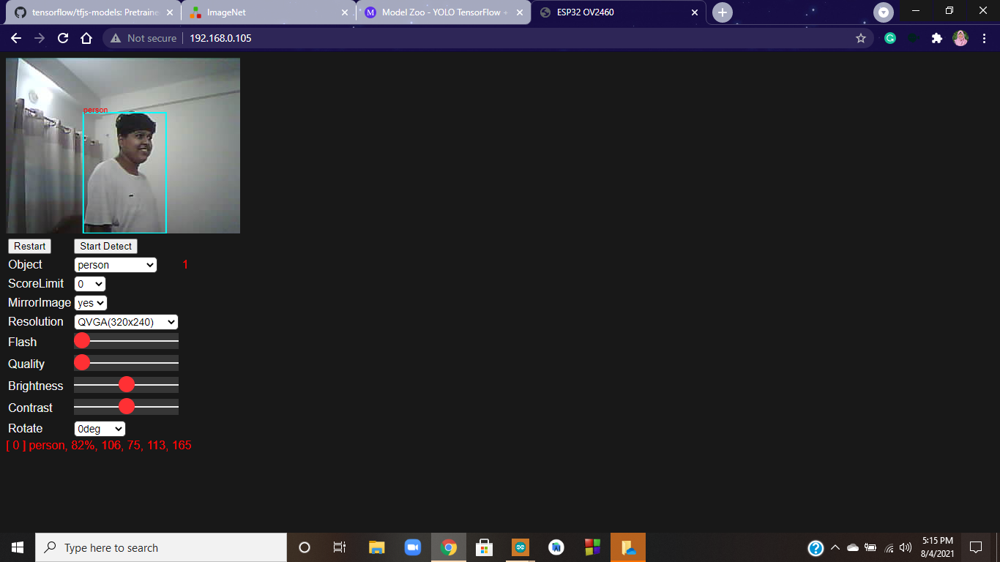 tensorflow/tfjs-models: Pretraine
ImageNet
Model Zoo - YOLO TensorFlow +
ESP32 OV2460
Not secure
192.168.0.105
person
Restart
Start Detect
Object
person
1
ScoreLimit
0
MirrorImage
yes
Resolution
QVGA(320x240)
Flash
Quality
Brightness
Contrast
Rotate
0deg
[ 0 ] person, 82%, 106, 75, 113, 165
Type here to search
5:15 PM
8/4/2021